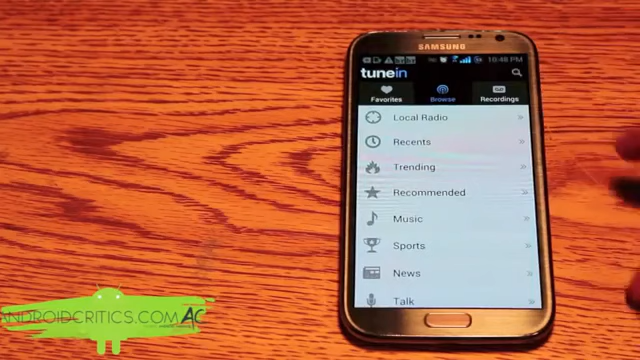 SAMSUNG
10:48 PM
tunein
Favorites
Browse
Recordings
Local Radio
Recents
Trending
Recommended
Music
Sports
News
Talk
ANDROIDCRITICS.COM AC